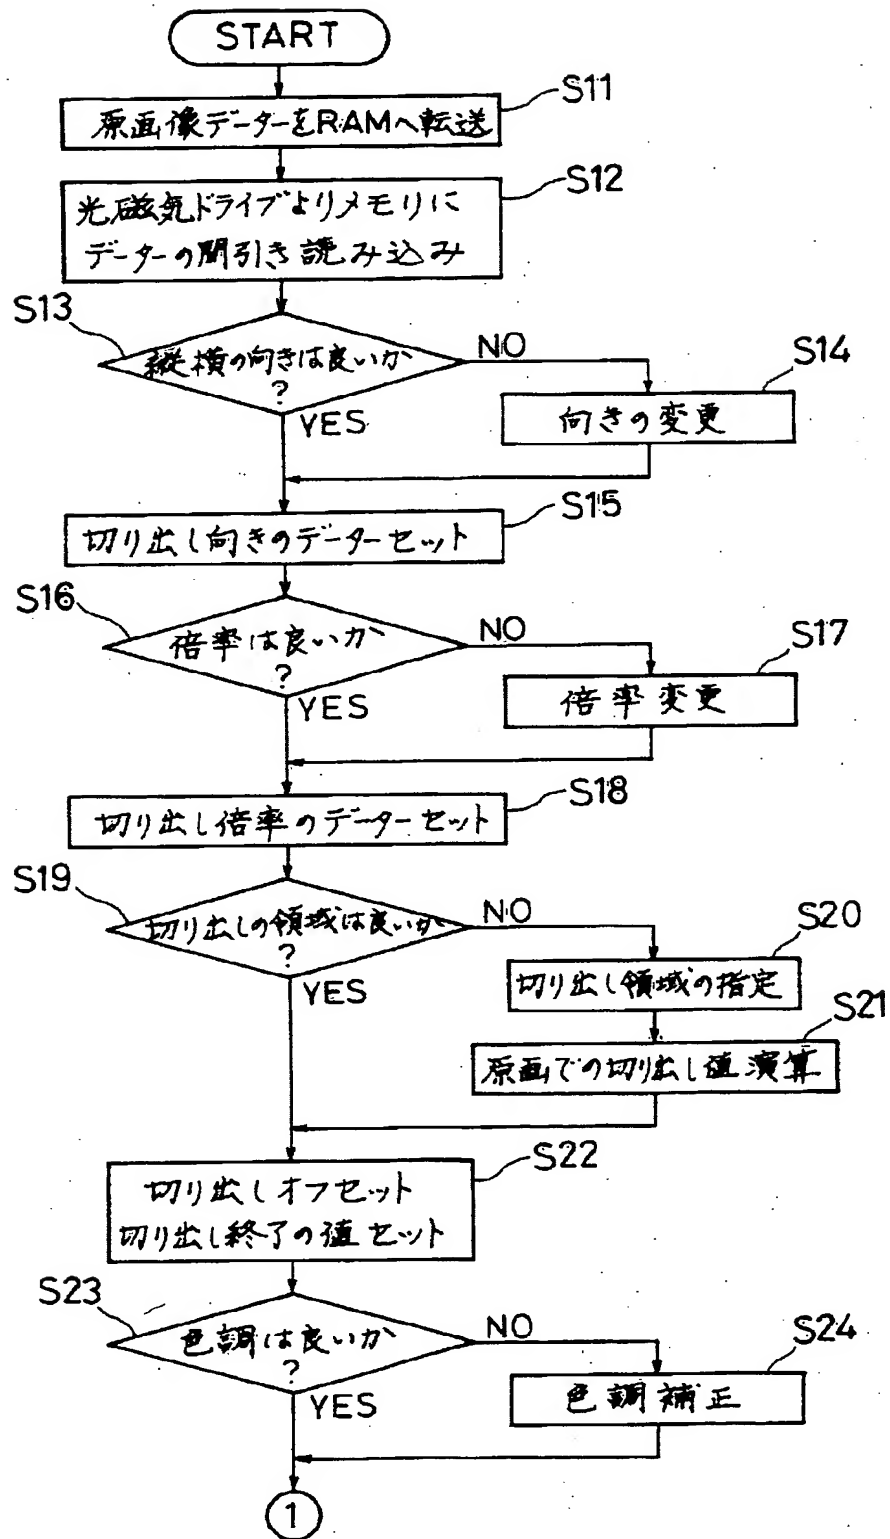 START
S11
原画像データーをRAMへ転送
S12
光磁気ドライブよりメモリに
データーの間引き読み込み
S13
縦横の向きは良いか
?
NO
YES
S14
向きの変更
S15
切り出し向きのデーターセット
S16
倍率は良いか
?
NO
YES
S17
倍率変更
S18
切り出し倍率のデーターセット
S19
切り出しの領域は良いか
?
NO
YES
S20
切り出し領域の指定
S21
原画での切り出し値演算
S22
切り出しオフセット
切り出し終了の値セット
S23
色調は良いか
?
NO
YES
S24
色調補正
1